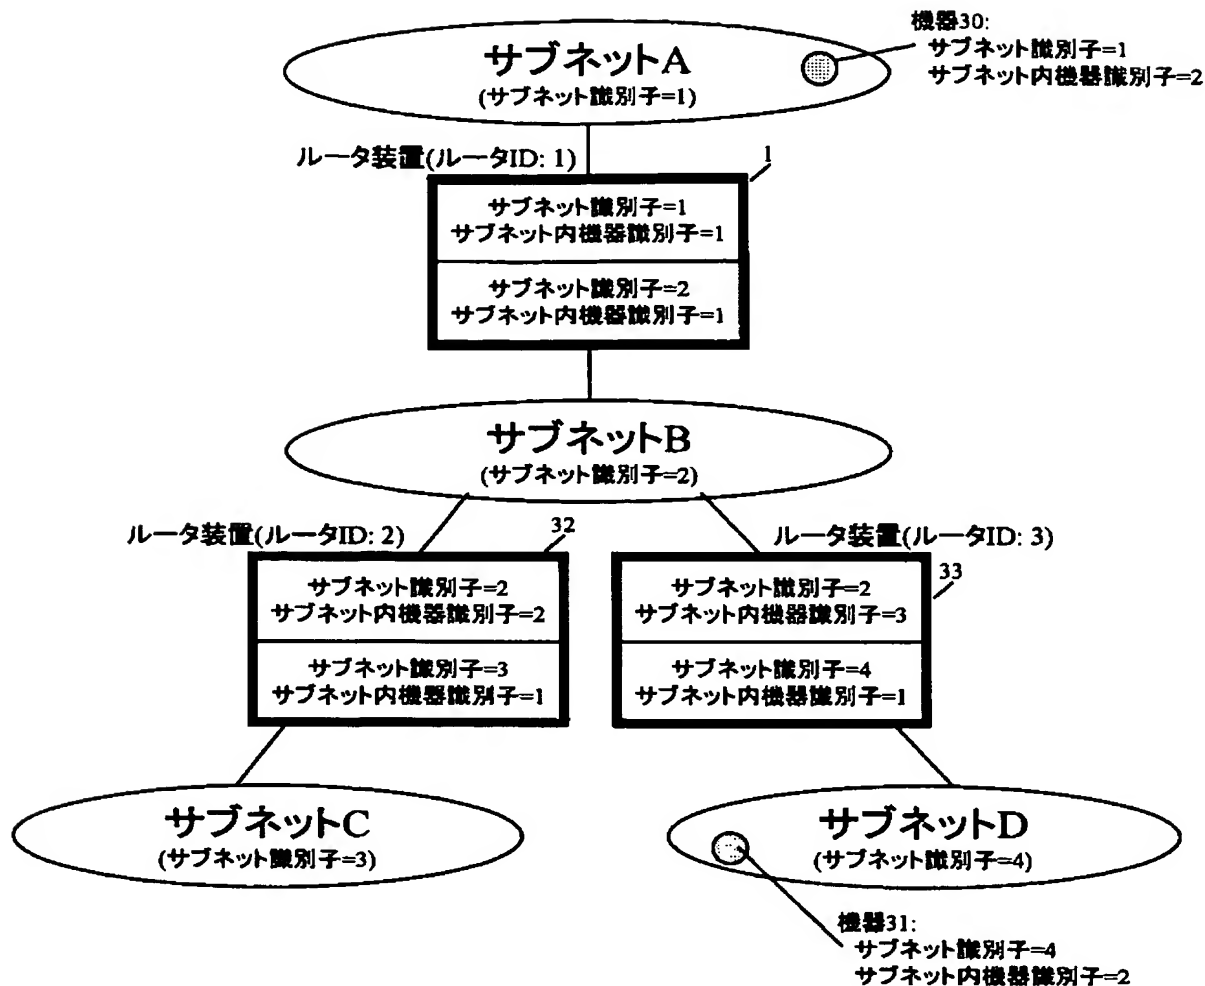 機器30:
サブネット識別子=1
サブネット内機器識別子=2
サブネットA
(サブネット識別子=1)
ルータ装置(ルータID: 1)
1
サブネット識別子=1
サブネット内機器識別子=1
サブネット識別子=2
サブネット内機器識別子=1
サブネットB
(サブネット識別子=2)
ルータ装置(ルータID: 2)
32
サブネット識別子=2
サブネット内機器識別子=2
サブネット識別子=3
サブネット内機器識別子=1
ルータ装置(ルータID: 3)
33
サブネット識別子=2
サブネット内機器識別子=3
サブネット識別子=4
サブネット内機器識別子=1
サブネットC
(サブネット識別子=3)
サブネットD
(サブネット識別子=4)
機器31:
サブネット識別子=4
サブネット内機器識別子=2